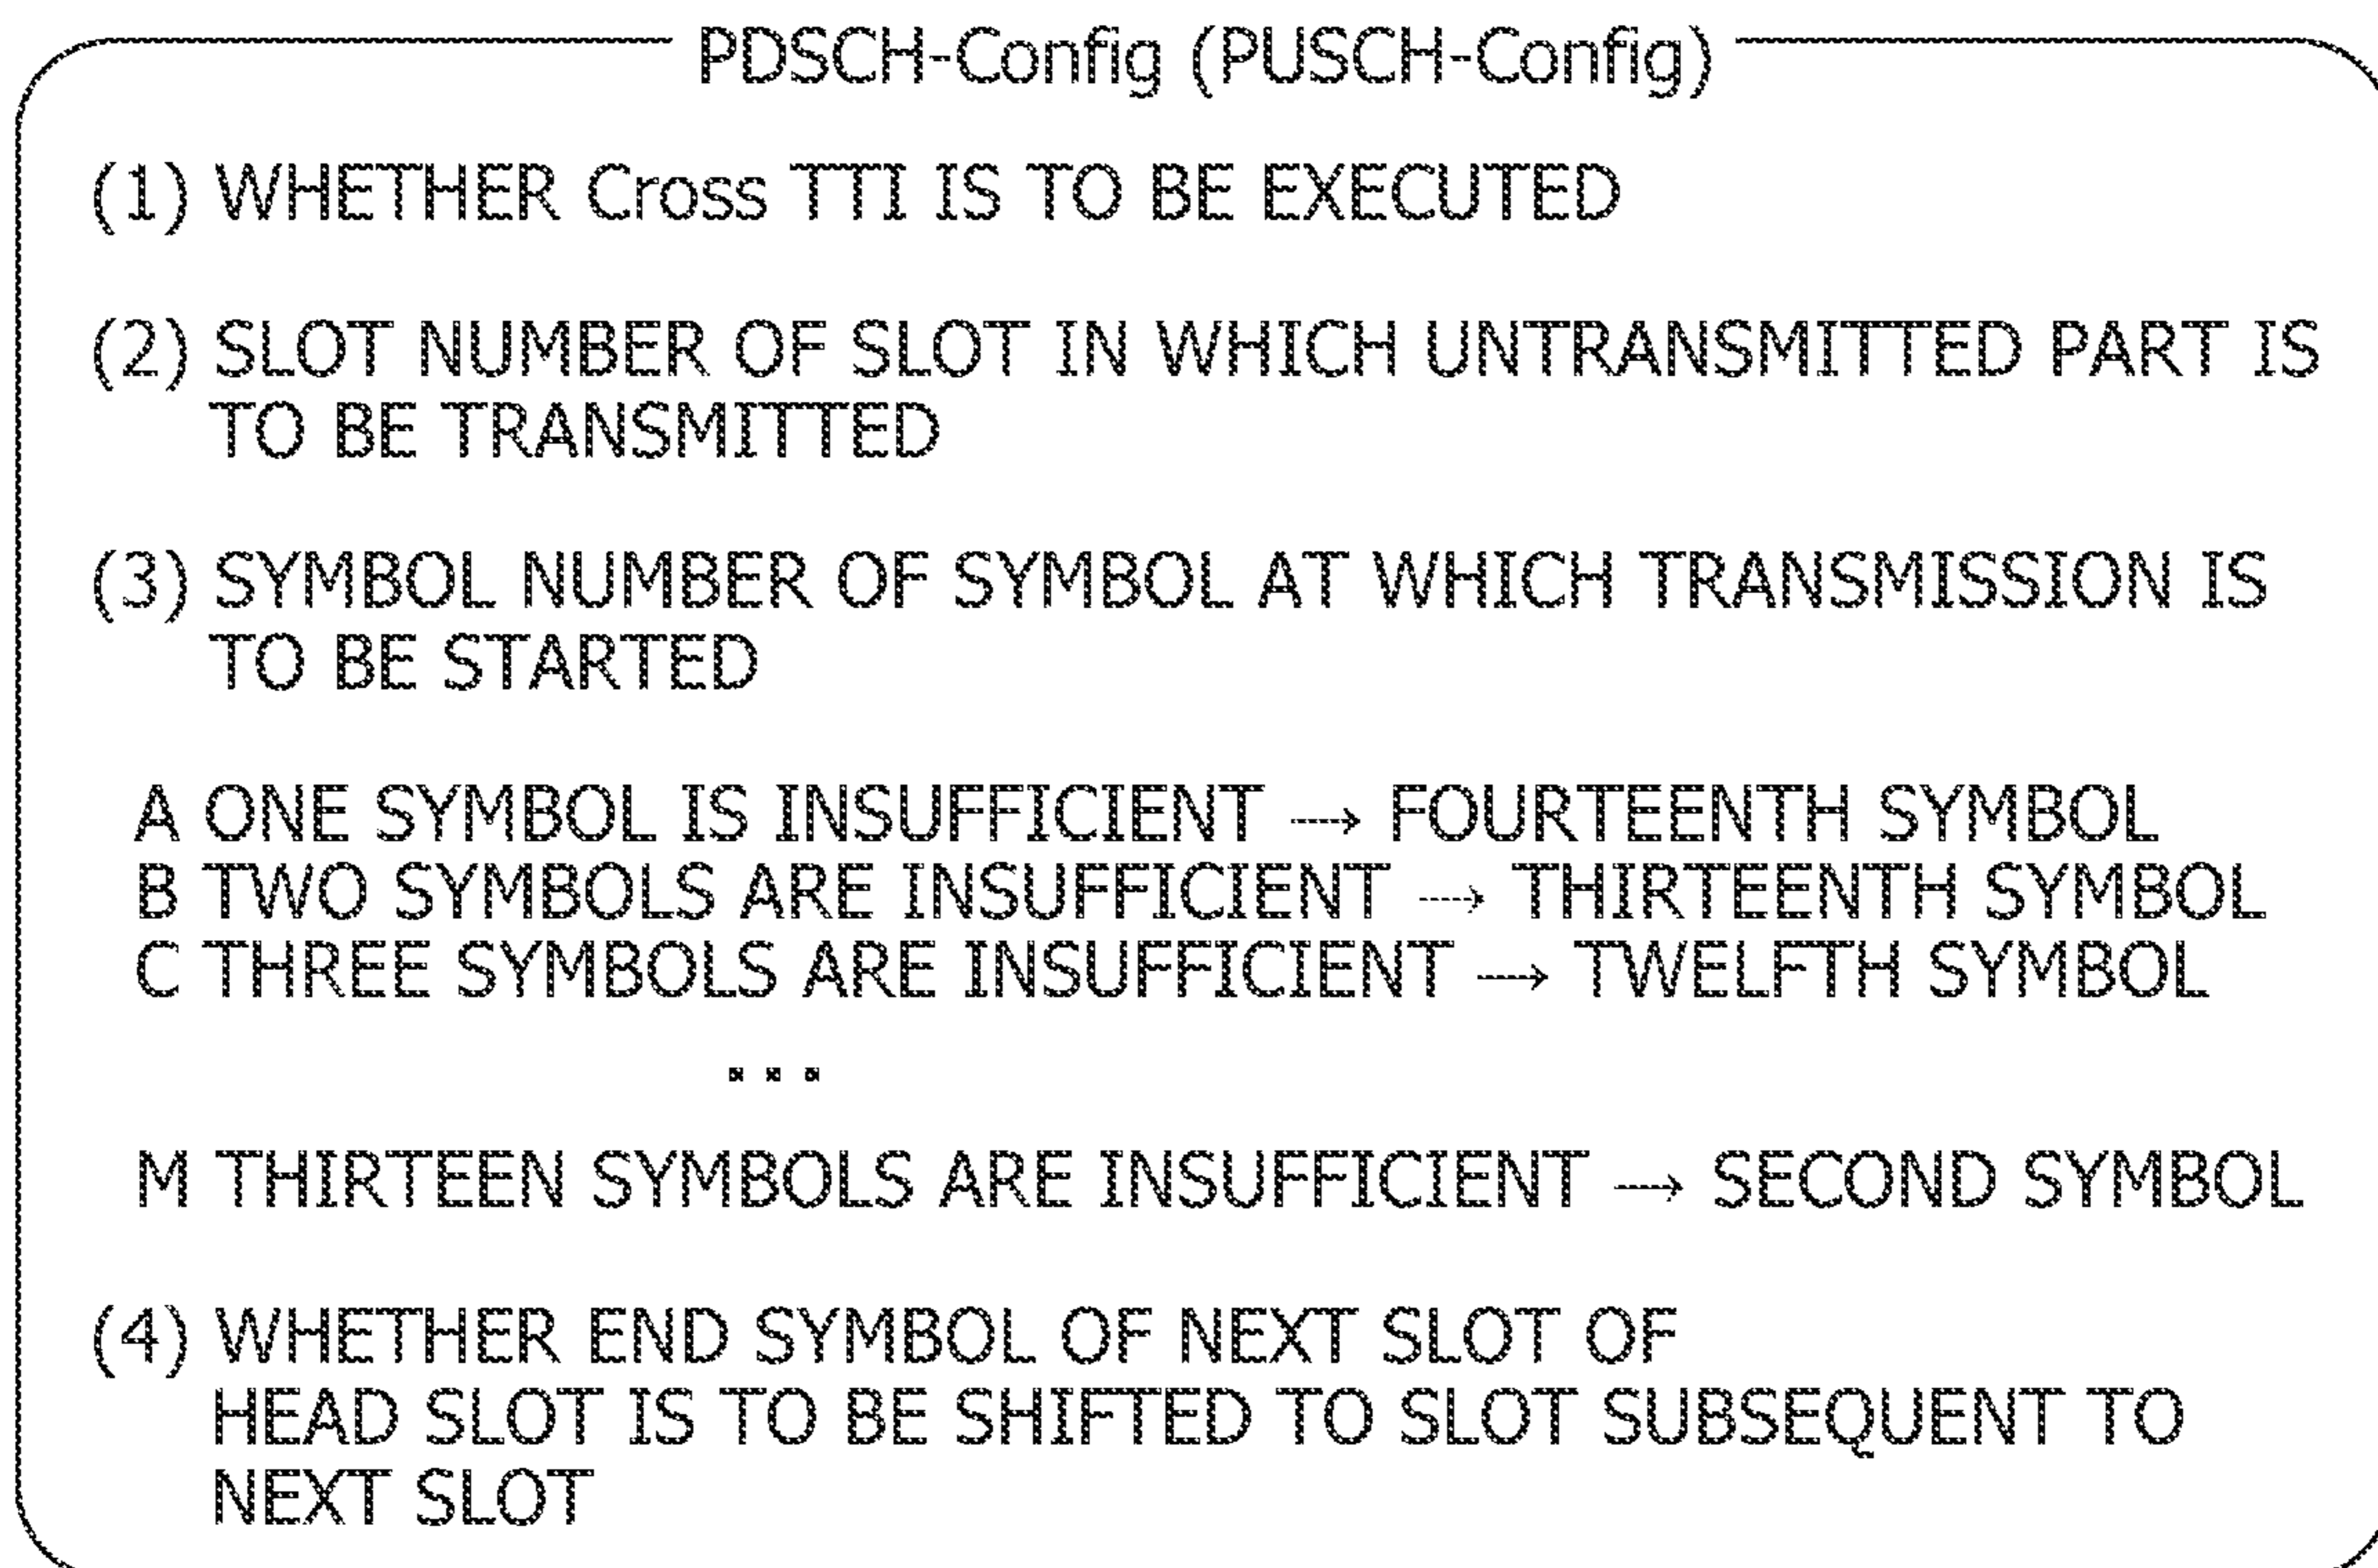 PDSCH-Config (PUSCH-Config)
(1) WHETHER Cross TTI IS TO BE EXECUTED
(2) SLOT NUMBER OF SLOT IN WHICH UNTRANSMITTED PART IS
TO BE TRANSMITTED
(3) SYMBOL NUMBER OF SYMBOL AT WHICH TRANSMISSION IS
TO BE STARTED
A ONE SYMBOL IS INSUFFICIENT → FOURTEENTH SYMBOL
B TWO SYMBOLS ARE INSUFFICIENT → THIRTEENTH SYMBOL
C THREE SYMBOLS ARE INSUFFICIENT → TWELFTH SYMBOL
...
M THIRTEEN SYMBOLS ARE INSUFFICIENT → SECOND SYMBOL
(4) WHETHER END SYMBOL OF NEXT SLOT OF
HEAD SLOT IS TO BE SHIFTED TO SLOT SUBSEQUENT TO
NEXT SLOT